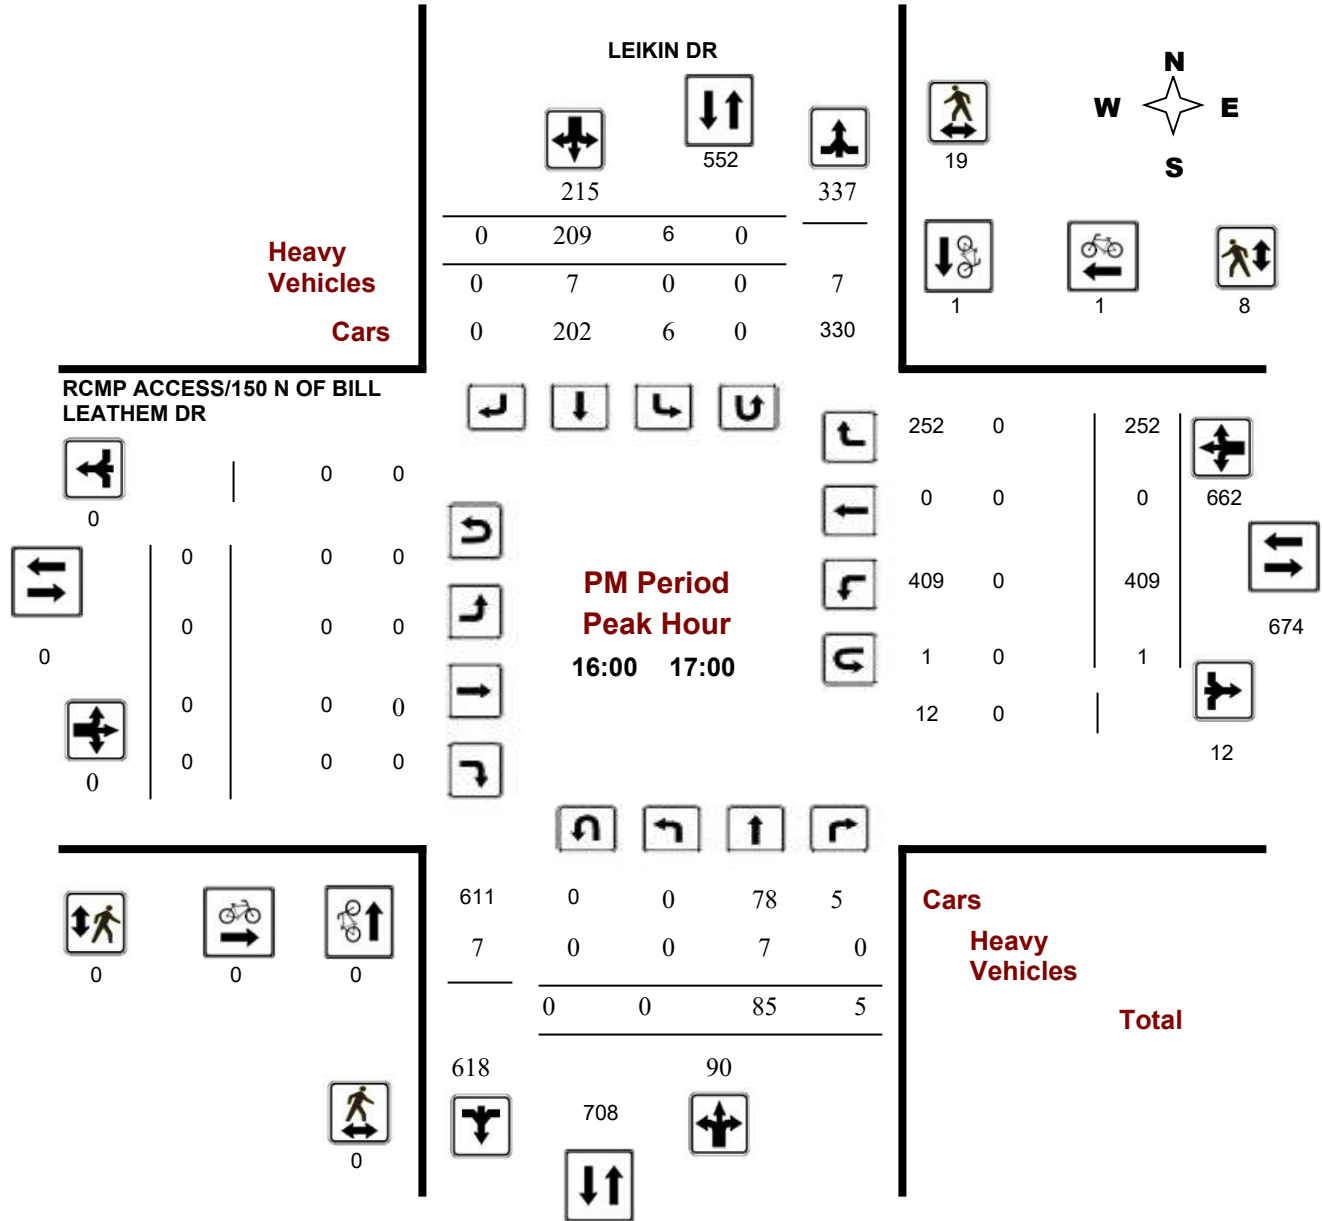 LEIKIN DR
N
W E
S
552
19
215 337
0 209 6 0
Heavy
Vehicles 0 7 0 0 7
Cars 0 202 6 0 330
1 1 8
RCMP ACCESS/150 N OF BILL
LEATHEM DR
252 0 252
0 0
0
0 0 0 662
0 0 0
PM Period
409 0 409
Peak Hour
0 0 0
674
0
16:00 70:00
1 0 1
0 0 0
12 0
0 0 0
12
0
611 0 0 78 5
Cars
7 0 0 7 0
Heavy
Vehicles
0 0 0
0 0 85 5
Total
618 90
708
0